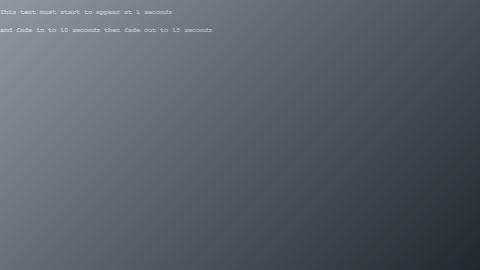 This text must start to appear at 1 seconds
and fade in to 10 seconds then fade out to 15 seconds